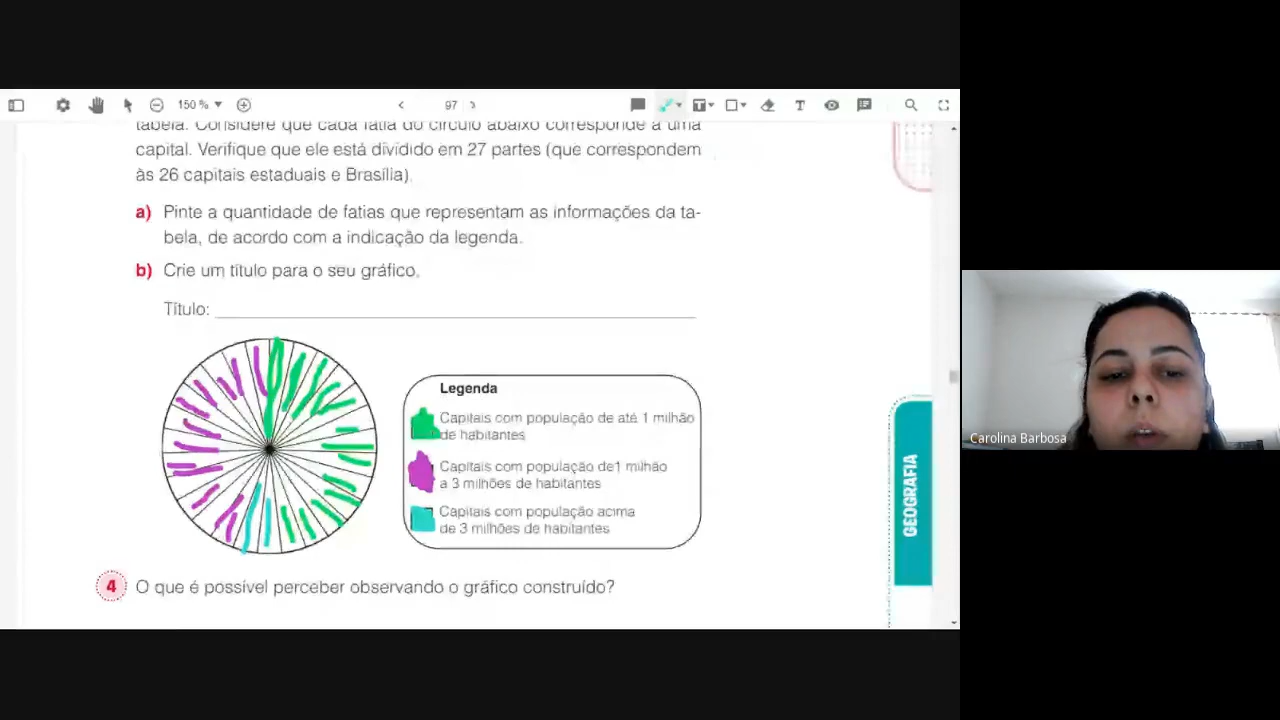 150 %
97
tabela. Considere que cada fatia do círculo abaixo corresponde a uma
capital. Verifique que ele está dividido em 27 partes (que correspondem
às 26 capitais estaduais e Brasília).
a) Pinte a quantidade de fatias que representam as informações da ta-
bela, de acordo com a indicação da legenda.
b) Crie um título para o seu gráfico.
Título:
Legenda
Capitais com população de até 1 milhão
de habitantes
Capitais com população de1 milhão
a 3 milhões de habitantes
Capitais com população acima
de 3 milhões de habitantes
4 O que é possível perceber observando o gráfico construído?
GEOGRAFIA
Carolina Barbosa